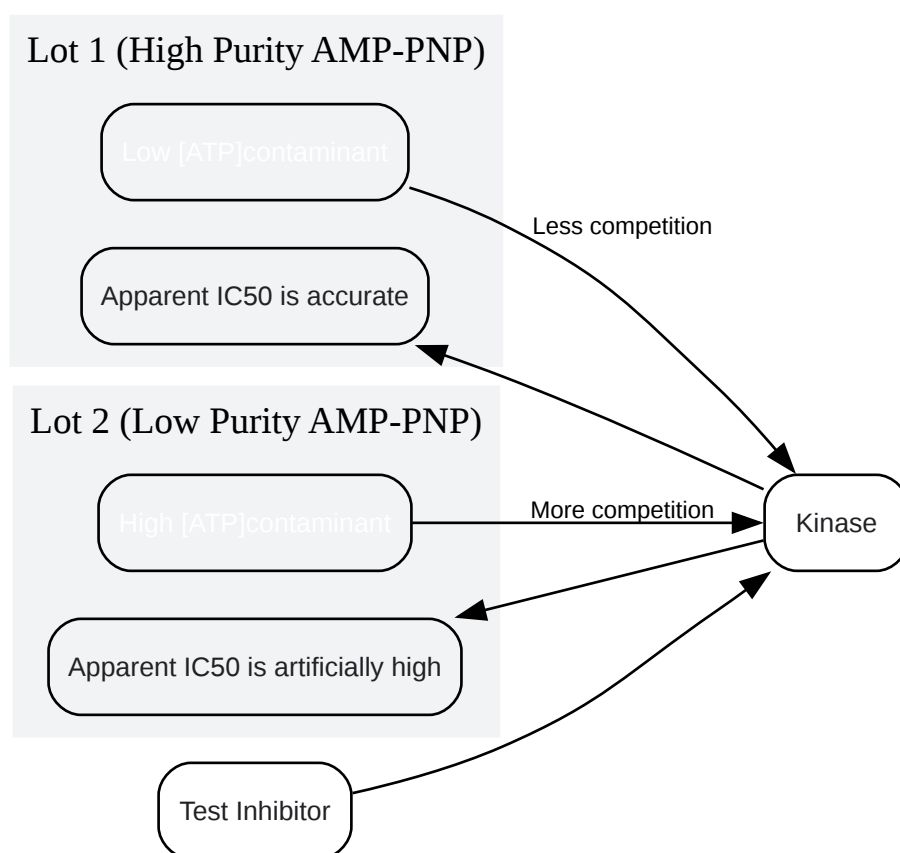 Lot 1 (High Purity AMP-PNP)
Low [ATP]contaminant
Less competition
Apparent IC50 is accurate
Lot 2 (Low Purity AMP-PNP)
High [ATP]contaminant
More competition
Kinase
Apparent IC50 is artificially high
Test Inhibitor